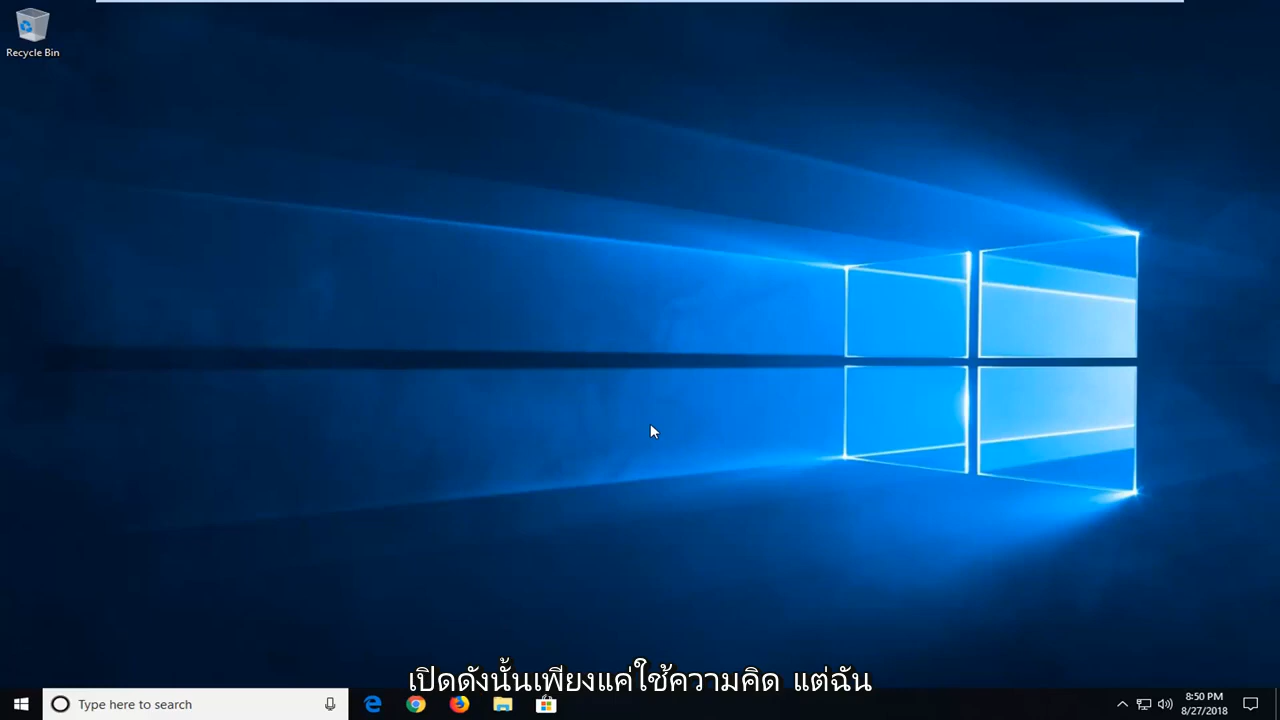 Recycle Bin
เปิดดังนั้นเพียงแค่ใช้ความคิด แต่ฉัน
Type here to search
8:50 PM
8/27/2018